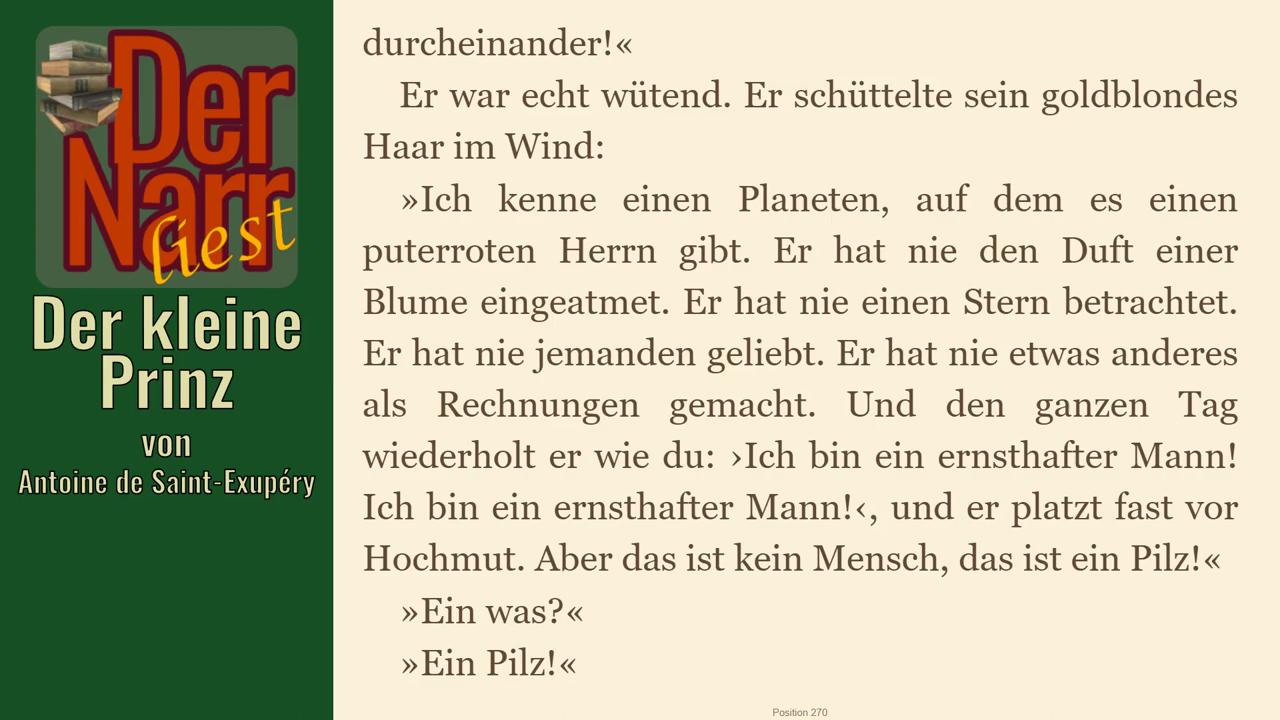 Der
Narr
liest
Der kleine
Prinz
von
Antoine de Saint-Exupéry
durcheinander!«
Er war echt wütend. Er schüttelte sein goldblondes
Haar im Wind:
»Ich kenne einen Planeten, auf dem es einen
puterroten Herrn gibt. Er hat nie den Duft einer
Blume eingeatmet. Er hat nie einen Stern betrachtet.
Er hat nie jemanden geliebt. Er hat nie etwas anderes
als Rechnungen gemacht. Und den ganzen Tag
wiederholt er wie du: ›Ich bin ein ernsthafter Mann!
Ich bin ein ernsthafter Mann!‹, und er platzt fast vor
Hochmut. Aber das ist kein Mensch, das ist ein Pilz!«
»Ein was?«
»Ein Pilz!«
Position 270